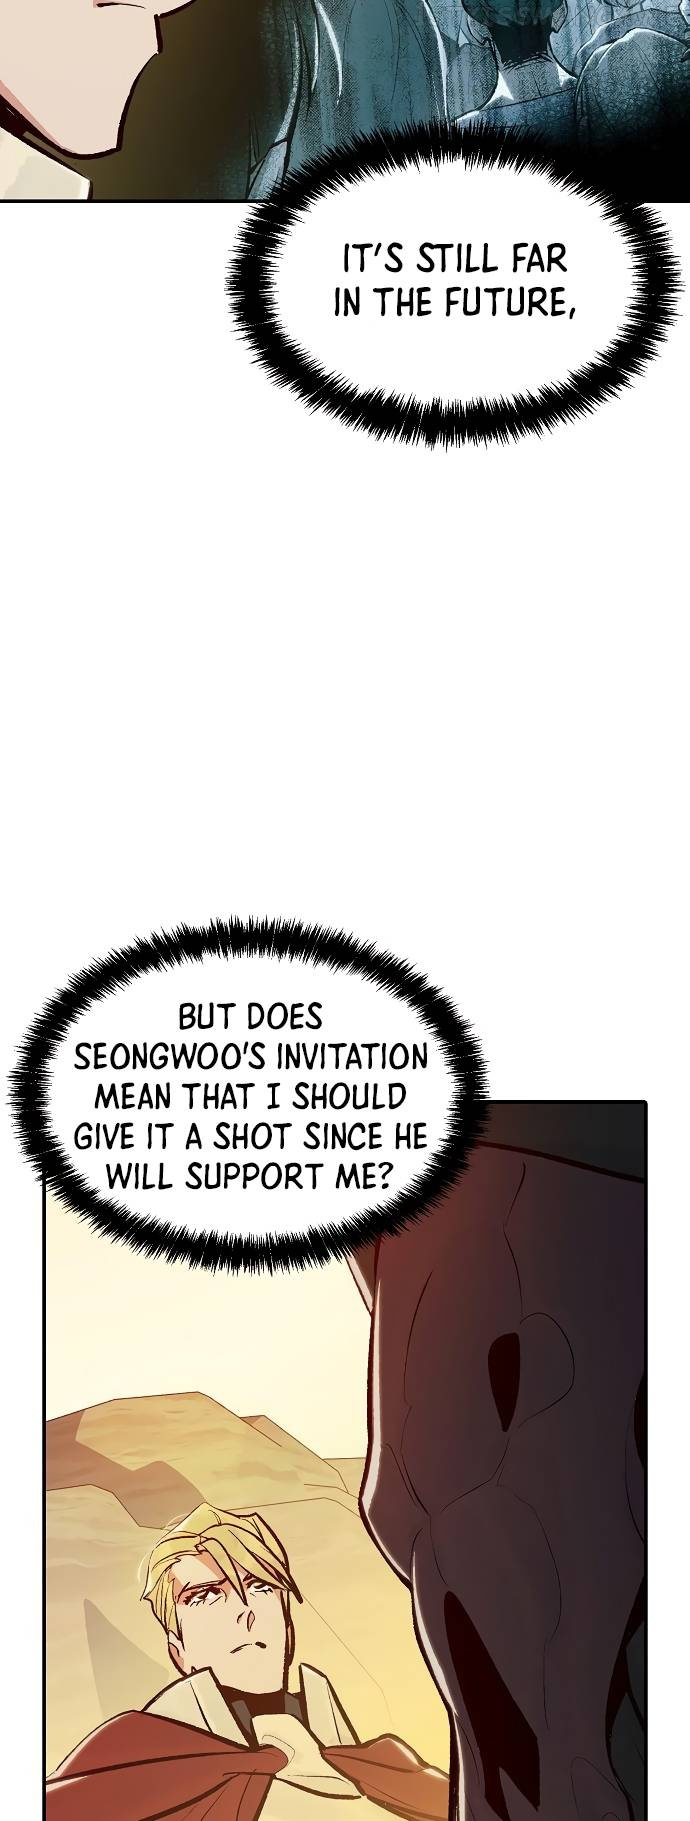 IT'S STILL FAR
IN THE FUTURE,
BUT DOES
SEONGWOO'S INVITATION
MEAN THAT I SHOULD
GIVE IT A SHOT SINCE HE
WILL SUPPORT ME?